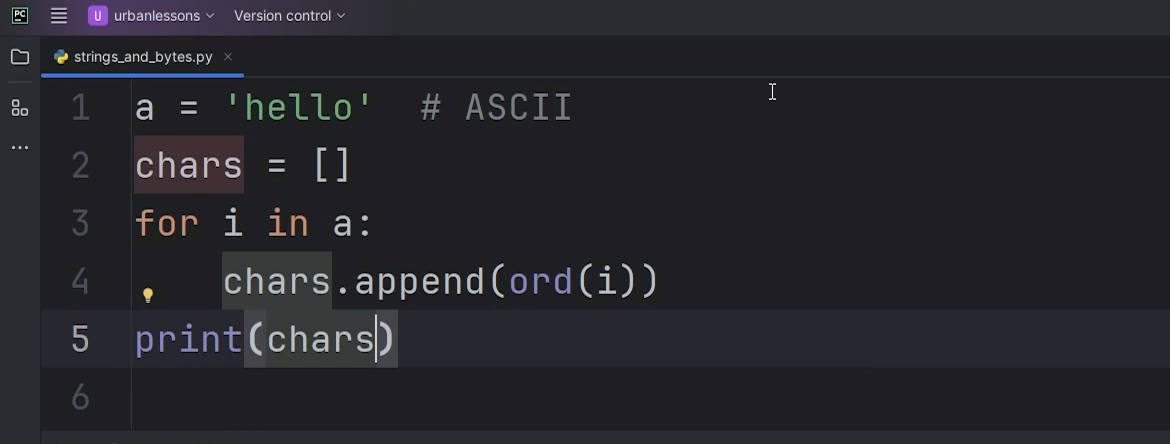 PC U urbanlessons Version control
strings_and_bytes.py
1 a = 'hello'  # ASCII
2 chars = []
3 for i in a:
4     chars.append(ord(i))
5 print(chars)
6